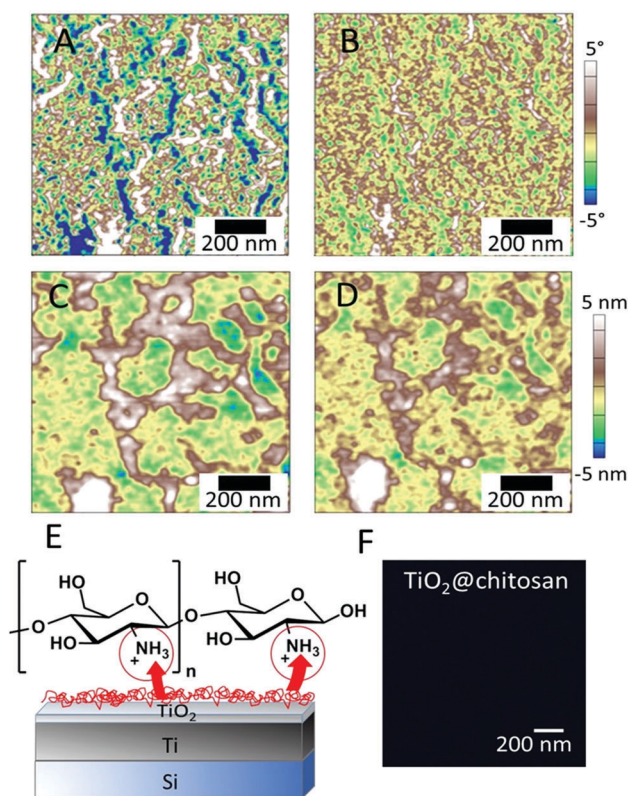 A
B
5°
-5°
200 nm
200 nm
C
D
5 nm
-5 nm
200 nm
200 nm
E
F
HO
O
O
HO
NH3
+
n
HO
O
OH
O
HO
NH3
+
TiO2
Ti
Si
TiO2@chitosan
200 nm